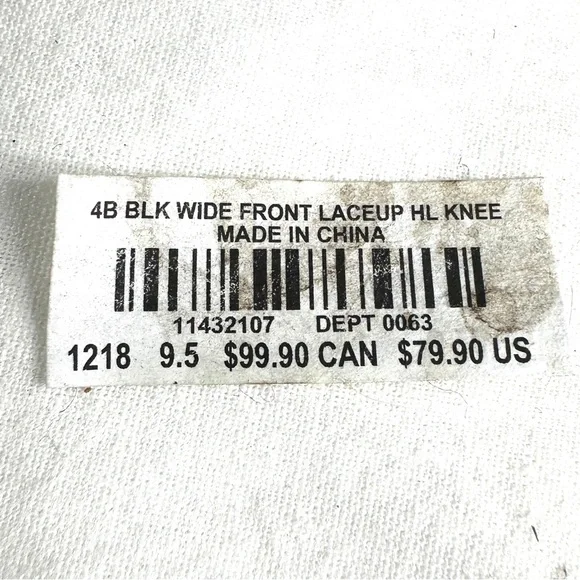 4B BLK WIDE FRONT LACEUP HL KNEE
MADE IN CHINA
11432107 DEPT 0063
1218 9.5 $99.90 CAN $79.90 US